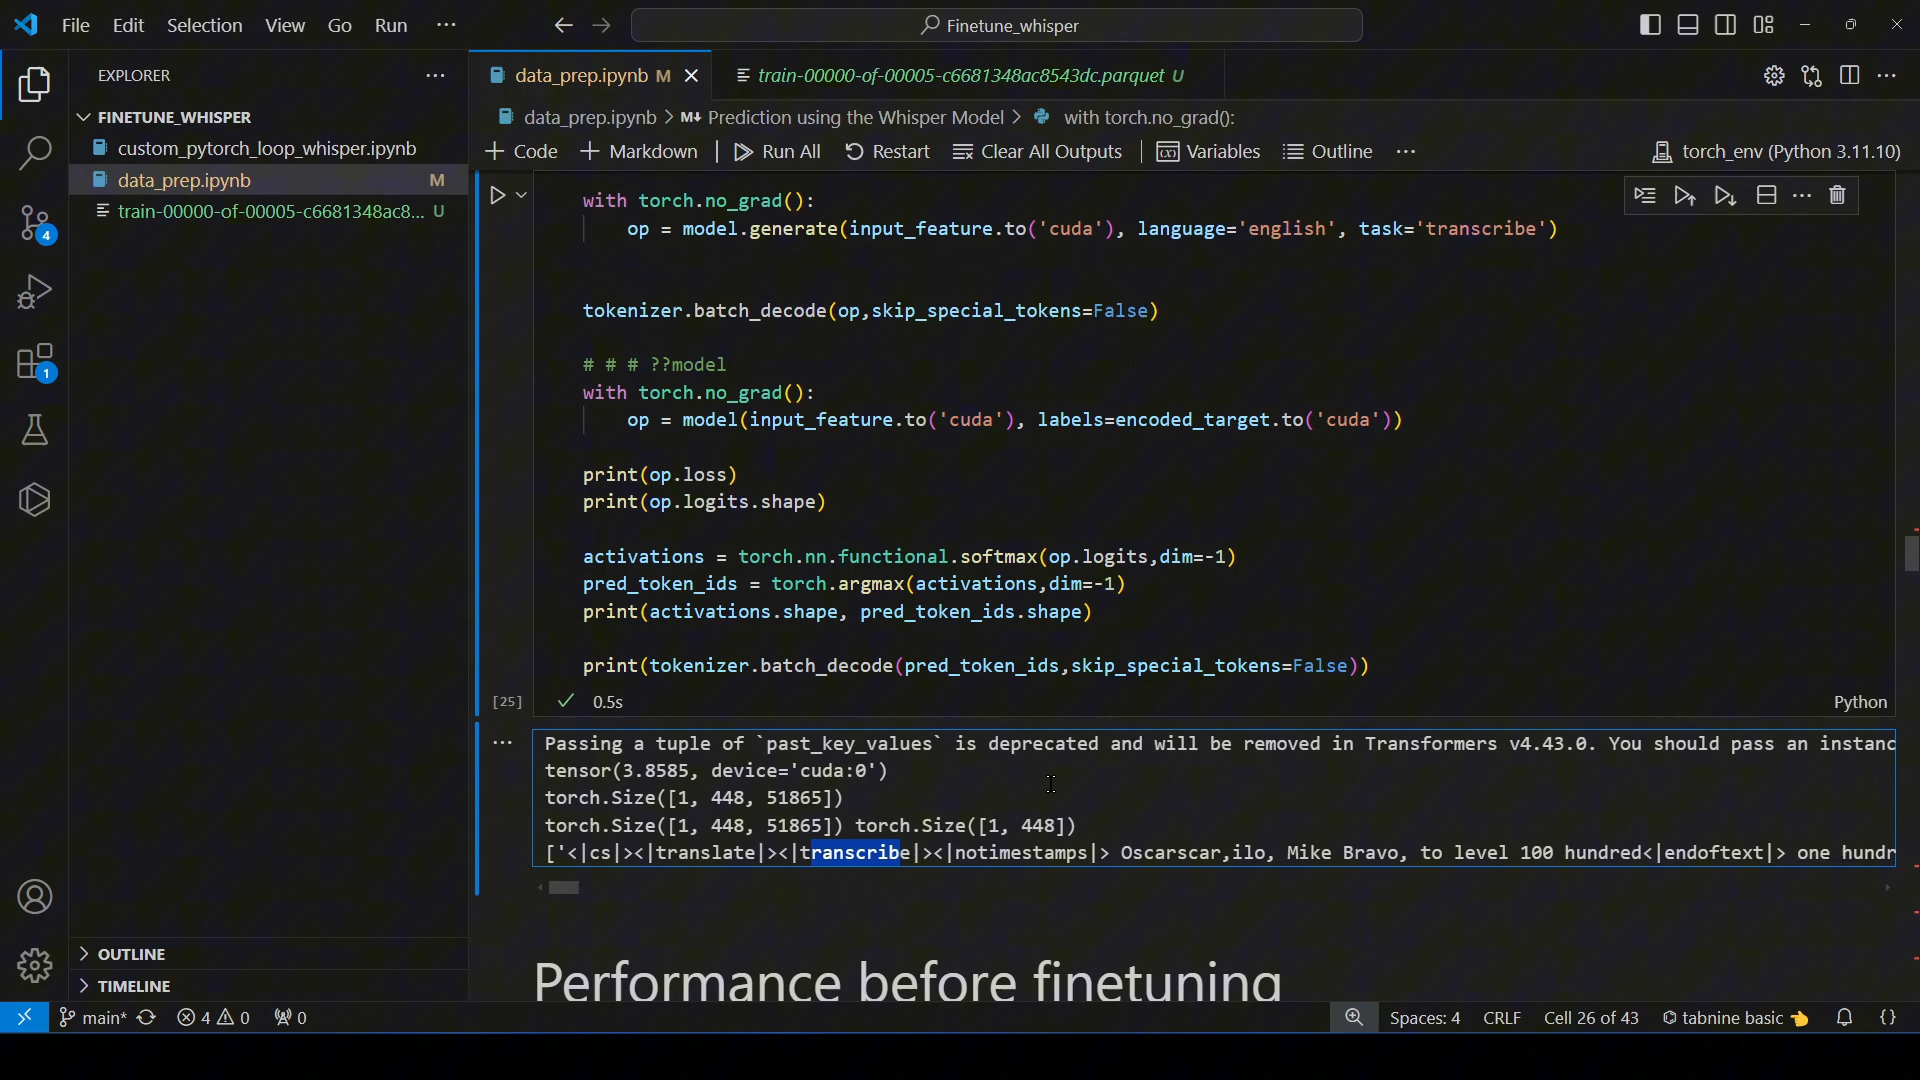 File Edit Selection View Go Run ... Finetune_whisper
EXPLORER ...
FINETUNE_WHISPER
custom_pytorch_loop_whisper.ipynb
data_prep.ipynb M
train-00000-of-00005-c6681348ac8... U
4
1
OUTLINE
TIMELINE
data_prep.ipynb M train-00000-of-00005-c6681348ac8543dc.parquet U
data_prep.ipynb > M↓ Prediction using the Whisper Model > with torch.no_grad():
+ Code + Markdown Run All Restart Clear All Outputs Variables Outline ... torch_env (Python 3.11.10)
with torch.no_grad():
op = model.generate(input_feature.to('cuda'), language='english', task='transcribe')
tokenizer.batch_decode(op,skip_special_tokens=False)
# # # ??model
with torch.no_grad():
op = model(input_feature.to('cuda'), labels=encoded_target.to('cuda'))
print(op.loss)
print(op.logits.shape)
activations = torch.nn.functional.softmax(op.logits,dim=-1)
pred_token_ids = torch.argmax(activations,dim=-1)
print(activations.shape, pred_token_ids.shape)
print(tokenizer.batch_decode(pred_token_ids,skip_special_tokens=False))
[25] 0.5s Python
Passing a tuple of `past_key_values` is deprecated and will be removed in Transformers v4.43.0. You should pass an instanc
tensor(3.8585, device='cuda:0')
torch.Size([1, 448, 51865])
torch.Size([1, 448, 51865]) torch.Size([1, 448])
['<|cs|><|translate|><|transcribe|><|notimestamps|> Oscarscar,ilo, Mike Bravo, to level 100 hundred<|endoftext|> one hundr
Performance before finetuning
main* 4 0 0 Spaces: 4 CRLF Cell 26 of 43 tabnine basic {}